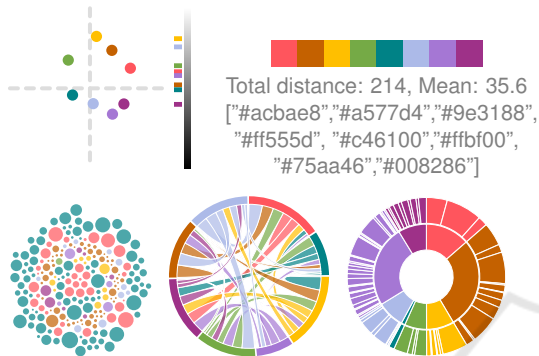 Total distance: 214, Mean: 35.6
["#acbae8","#a577d4","#9e3188",
"#ff555d", "#c46100","#ffbf00",
"#75aa46","#008286"]